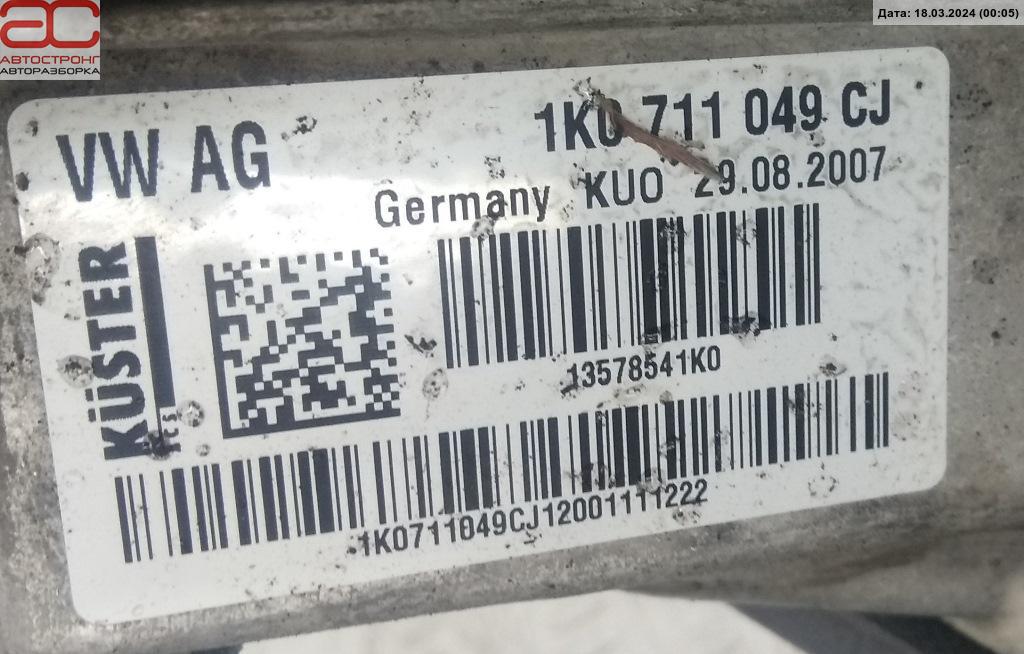 Дата: 18.03.2024 (00:05)
АС
АВТОСТРОНГ
АВТОРАЗБОРКА
VW AG
1K0 711 049 CJ
Germany KUO 29.08.2007
KÜSTER
13578541K0
1K0711049CJ12001111222